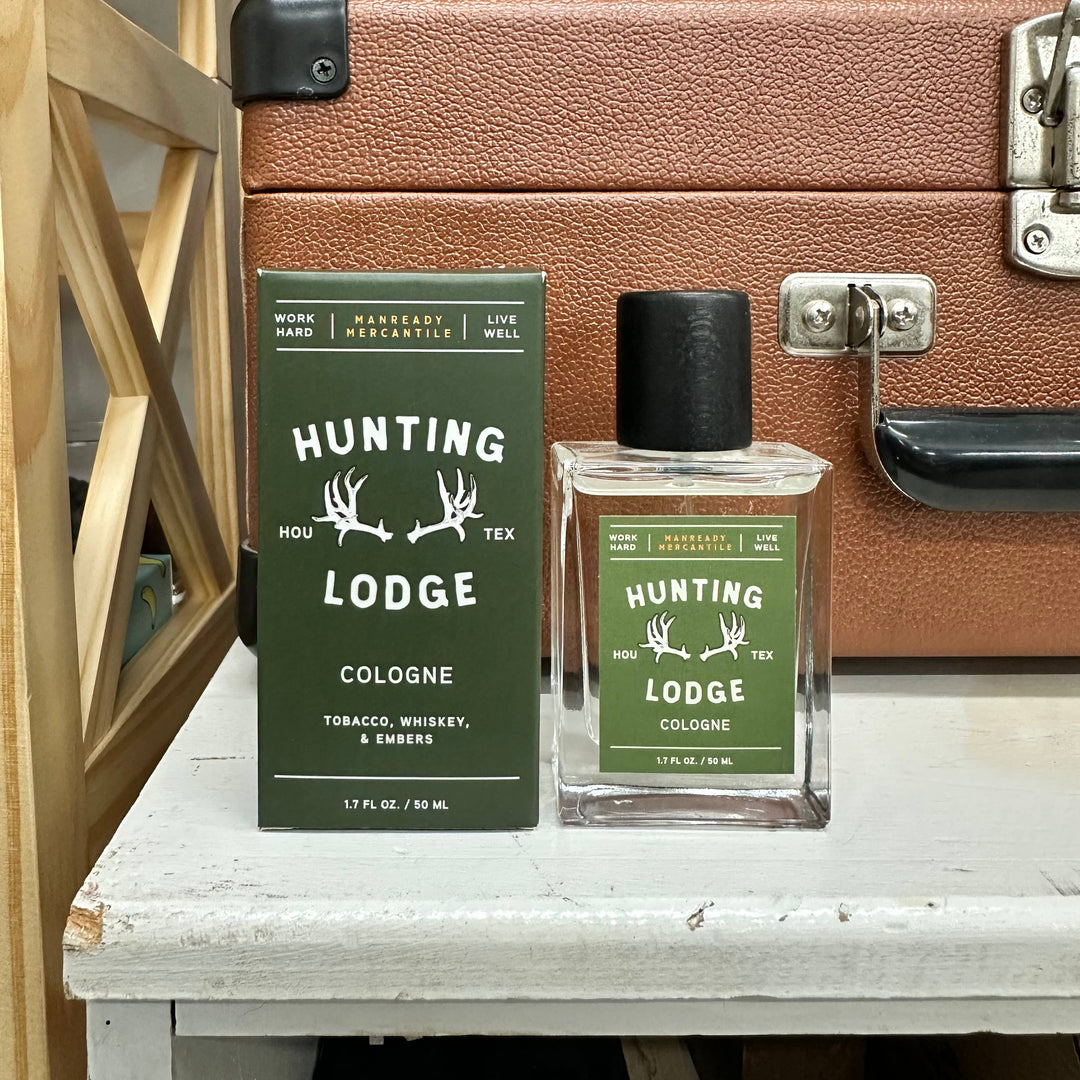 WORK HARD | MANREADY MERCANTILE | LIVE WELL
HUNTING
HOU TEX
LODGE
COLOGNE
TOBACCO, WHISKEY,
& EMBERS
1.7 FL OZ. / 50 ML
WORK HARD | MANREADY MERCANTILE | LIVE WELL
HUNTING
HOU TEX
LODGE
COLOGNE
1.7 FL OZ. / 50 ML